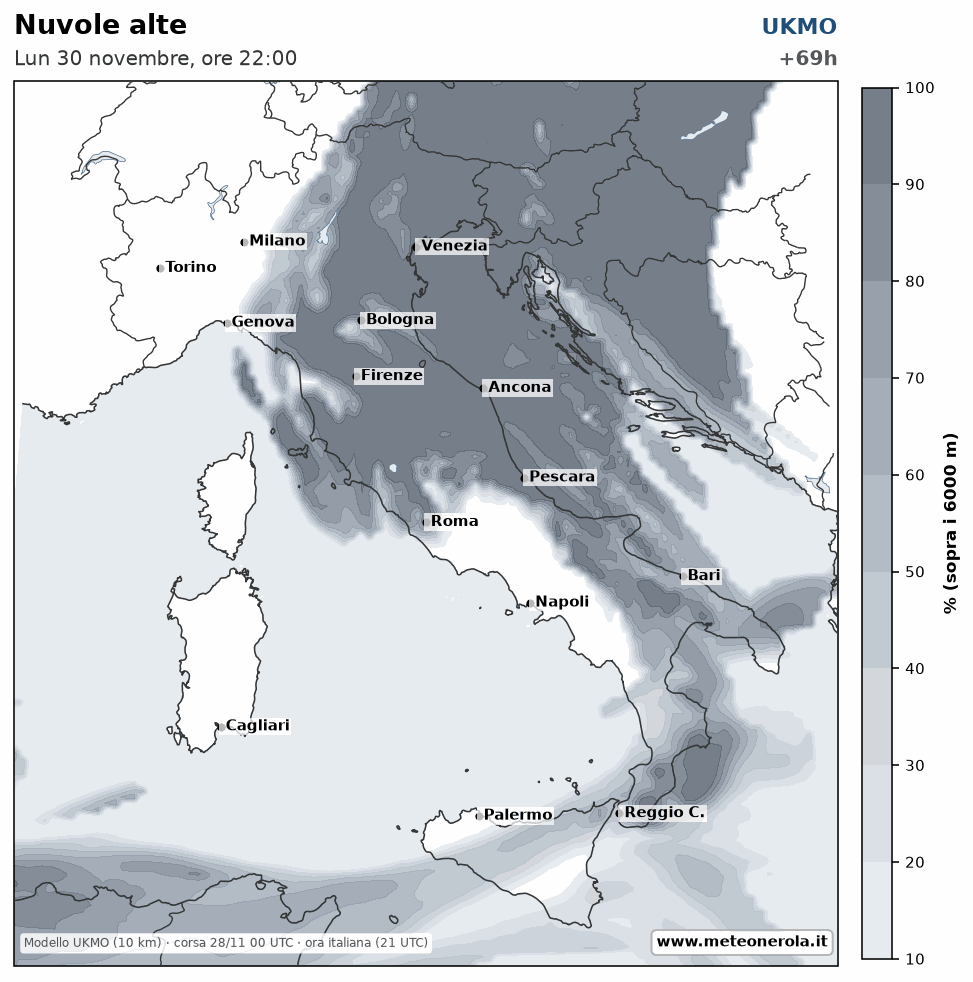 Nuvole alte
UKMO
Lun 30 novembre, ore 22:00
+69h
100
90
80
70
60
50
40
30
20
10
% (sopra i 6000 m)
Milano
Venezia
Torino
Genova
Bologna
Firenze
Ancona
Pescara
Roma
Bari
Napoli
Cagliari
Palermo
Reggio C.
Modello UKMO (10 km) · corsa 28/11 00 UTC · ora italiana (21 UTC)
www.meteonerola.it